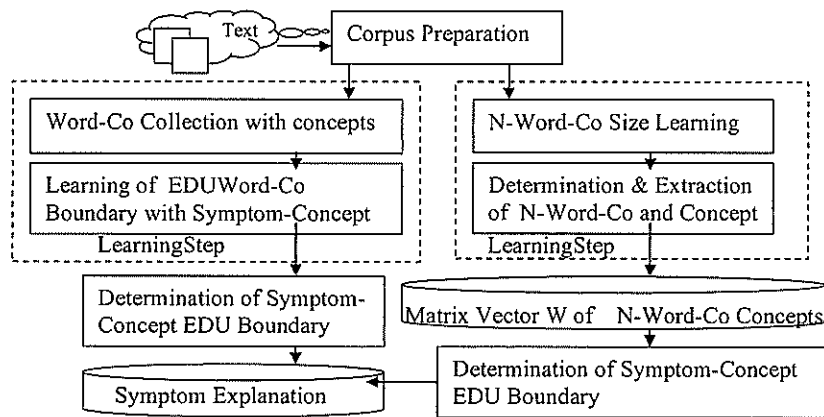 Text
Corpus Preparation
Word-Co Collection with concepts
Learning of EDUWord-Co
Boundary with Symptom-Concept
LearningStep
N-Word-Co Size Learning
Determination & Extraction
of N-Word-Co and Concept
LearningStep
Determination of Symptom-
Concept EDU Boundary
Matrix Vector W of N-Word-Co Concepts
Symptom Explanation
Determination of Symptom-Concept
EDU Boundary